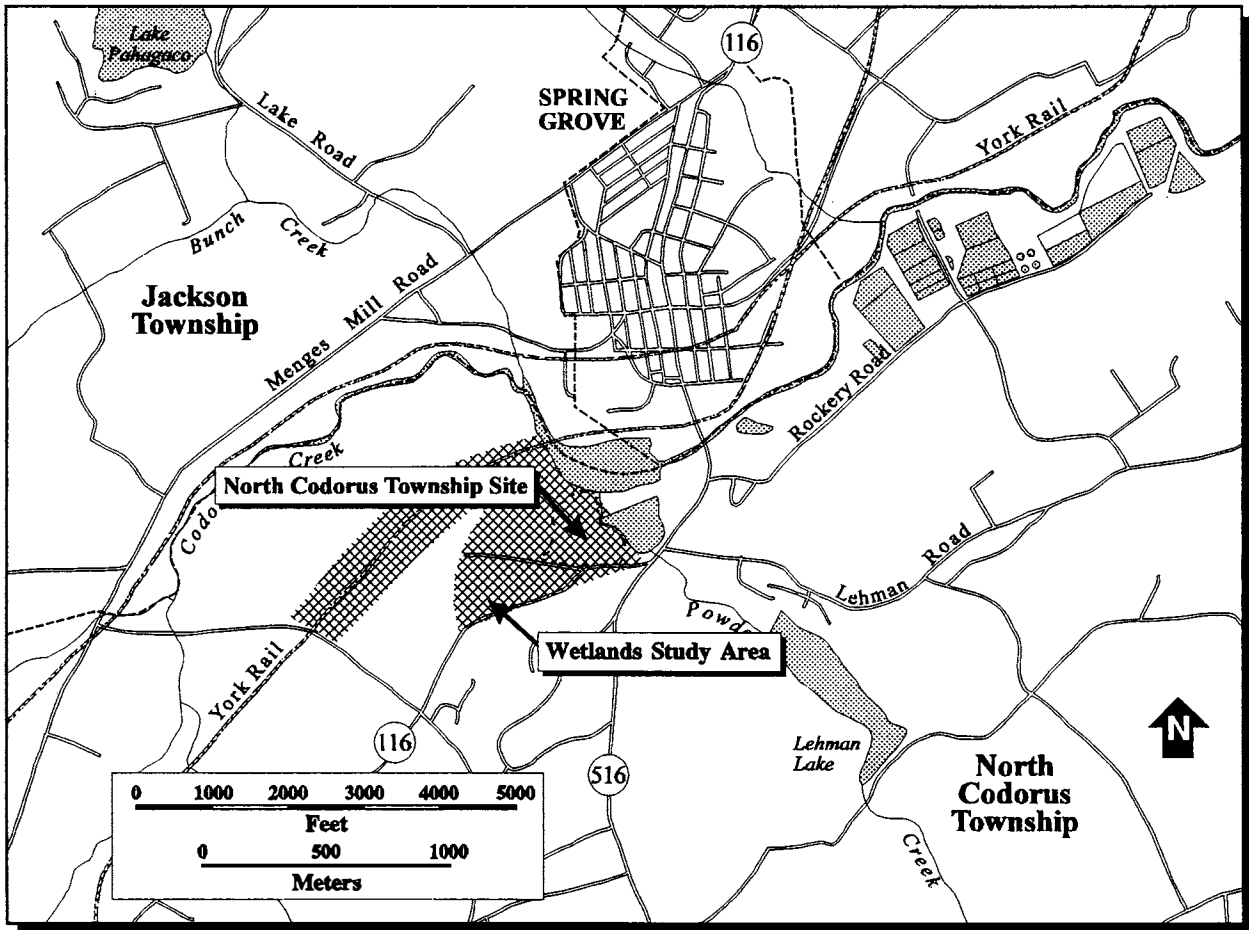 Lake
Pahagaco
116
SPRING
GROVE
York Rail
Lake Road
Bunch Creek
Jackson
Township
Menges Mill Road
Rockery Road
Creek
North Codorus Township Site
Codo
Lehman Road
Powde
Wetlands Study Area
York Rail
116
516
Lehman
Lake
N
North
Codorus
Township
Creek
0 1000 2000 3000 4000 5000
Feet
0 500 1000
Meters